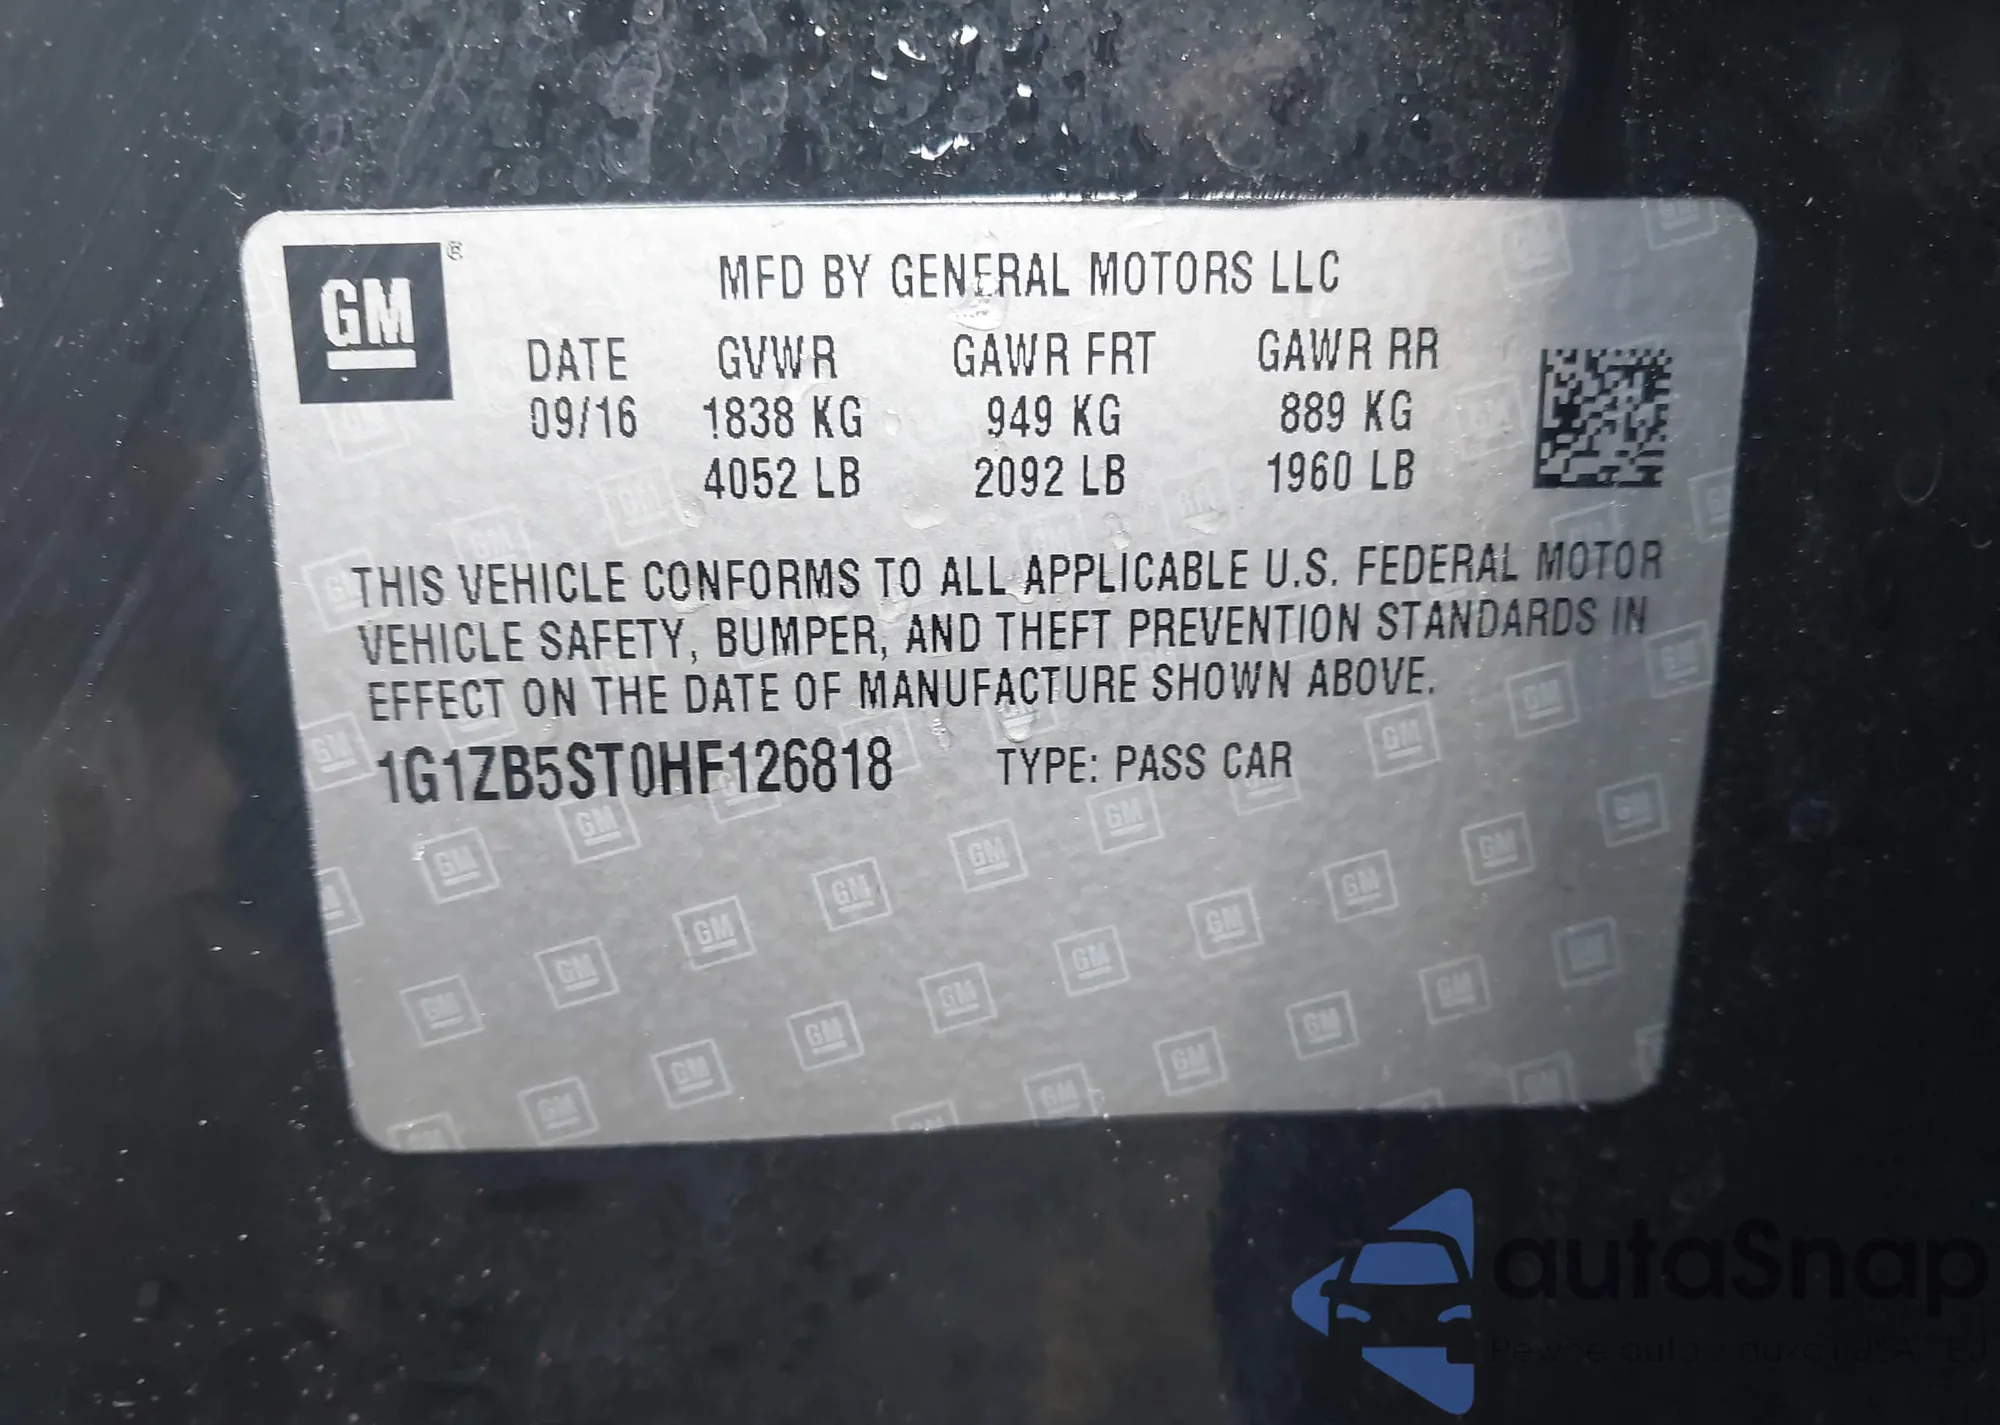 GM®
MFD BY GENERAL MOTORS LLC
DATE GVWR GAWR FRT GAWR RR
09/16 1838 KG 949 KG 889 KG
4052 LB 2092 LB 1960 LB
THIS VEHICLE CONFORMS TO ALL APPLICABLE U.S. FEDERAL MOTOR
VEHICLE SAFETY, BUMPER, AND THEFT PREVENTION STANDARDS IN
EFFECT ON THE DATE OF MANUFACTURE SHOWN ABOVE.
1G1ZB5ST0HF126818 TYPE: PASS CAR
autaSnap